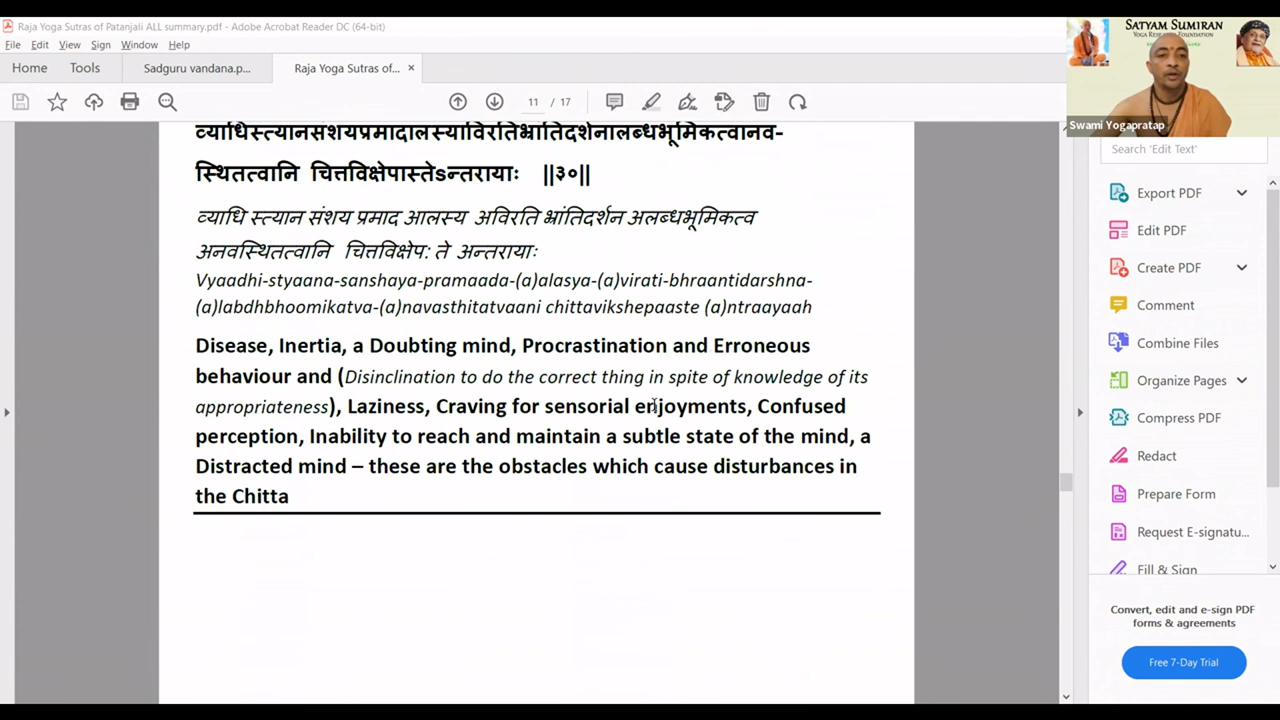 Raja Yoga Sutras of Patanjali ALL summary.pdf - Adobe Acrobat Reader DC (64-bit)
File Edit View Sign Window Help
Home Tools Sadguru vandana.p... Raja Yoga Sutras of... ×
11 / 17
SATYAM SUMIRAN
Swami Yogapratap
व्याधिस्त्यानसंशयप्रमादालस्याविरतिभ्रांतिदर्शनालब्धभूमिकत्वानव-
स्थितत्वानि चित्तविक्षेपास्तेsन्तरायाः ||३०||
व्याधि स्त्यान संशय प्रमाद आलस्य अविरति भ्रांतिदर्शन अलब्धभूमिकत्व
अनवस्थितत्वानि चित्तविक्षेप: ते अन्तरायाः
Vyaadhi-styaana-sanshaya-pramaada-(a)alasya-(a)virati-bhraantidarshna-
(a)labdhbhoomikatva-(a)navasthitatvaani chittavikshepaaste (a)ntraayaah
Disease, Inertia, a Doubting mind, Procrastination and Erroneous
behaviour and (Disinclination to do the correct thing in spite of knowledge of its
appropriateness), Laziness, Craving for sensorial enjoyments, Confused
perception, Inability to reach and maintain a subtle state of the mind, a
Distracted mind – these are the obstacles which cause disturbances in
the Chitta
Search 'Edit Text'
Export PDF
Edit PDF
Create PDF
Comment
Combine Files
Organize Pages
Compress PDF
Redact
Prepare Form
Request E-signatu...
Fill & Sign
Convert, edit and e-sign PDF
forms & agreements
Free 7-Day Trial